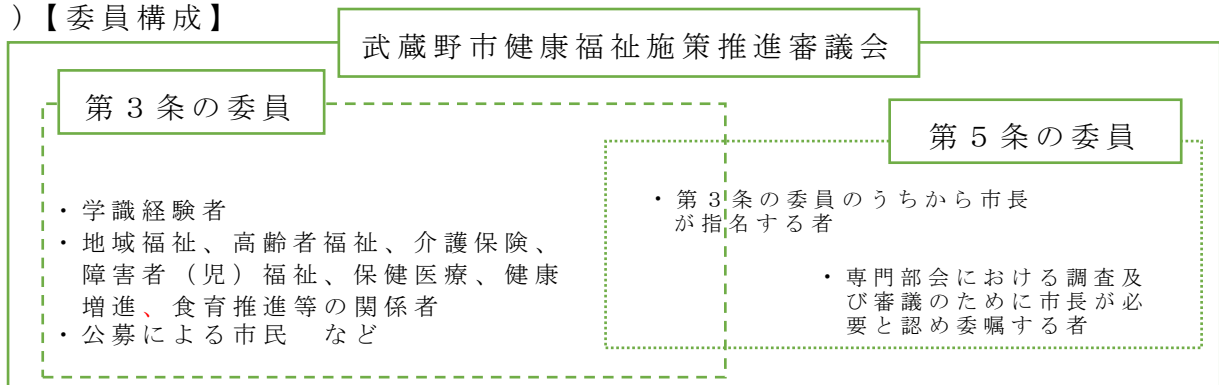 )【委員構成】
武蔵野市健康福祉施策推進審議会
第3条の委員
・学識経験者
・地域福祉、高齢者福祉、介護保険、
障害者(児)福祉、保健医療、健康
増進、食育推進等の関係者
・公募による市民 など
第5条の委員
・第3条の委員のうちから市長
が指名する者
・専門部会における調査及
び審議のために市長が必
要と認め委嘱する者